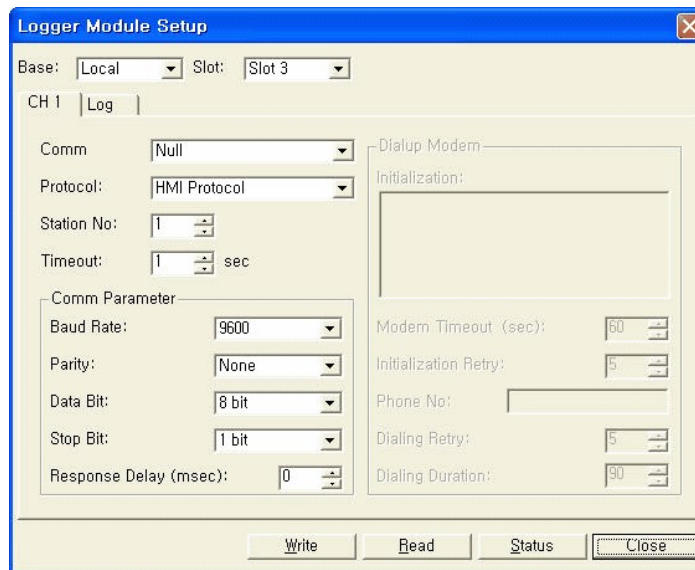 Logger Module Setup
Base: Local Slot: Slot 3
CH 1 Log
Comm Null
Protocol: HMI Protocol
Station No: 1
Timeout: 1 sec
Comm Parameter
Baud Rate: 9600
Parity: None
Data Bit: 8 bit
Stop Bit: 1 bit
Response Delay (msec): 0
Dialup Modem
Initialization:
Modem Timeout (sec): 60
Initialization Retry: 5
Phone No:
Dialing Retry: 5
Dialing Duration: 90
Write Read Status Close